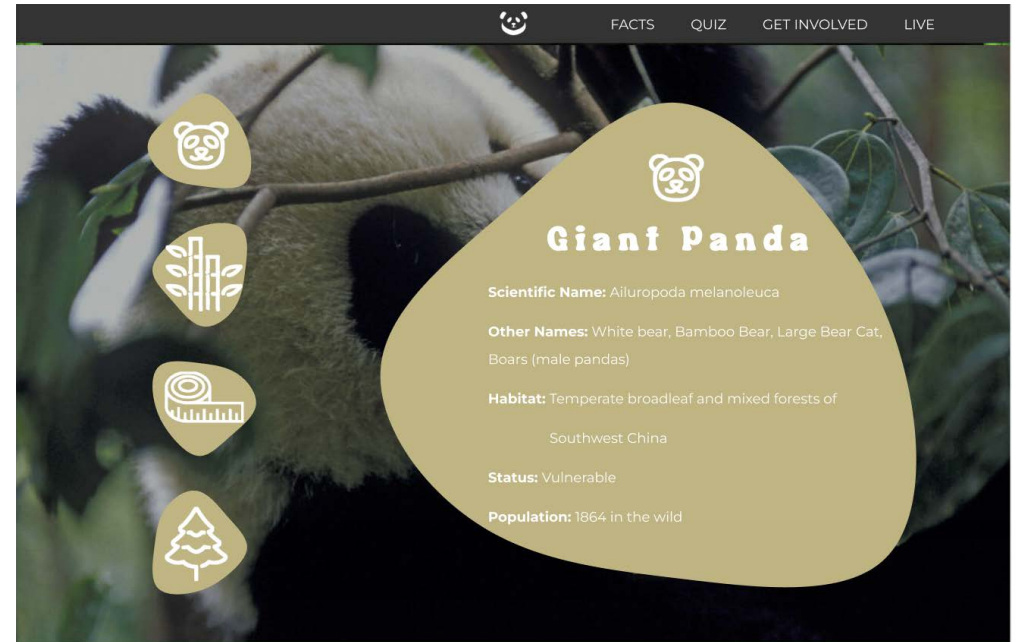 FACTS QUIZ GET INVOLVED LIVE
Giant Panda
Scientific Name: Ailuropoda melanoleuca
Other Names: White bear, Bamboo Bear, Large Bear Cat,
Boars (male pandas)
Habitat: Temperate broadleaf and mixed forests of
Southwest China
Status: Vulnerable
Population: 1864 in the wild